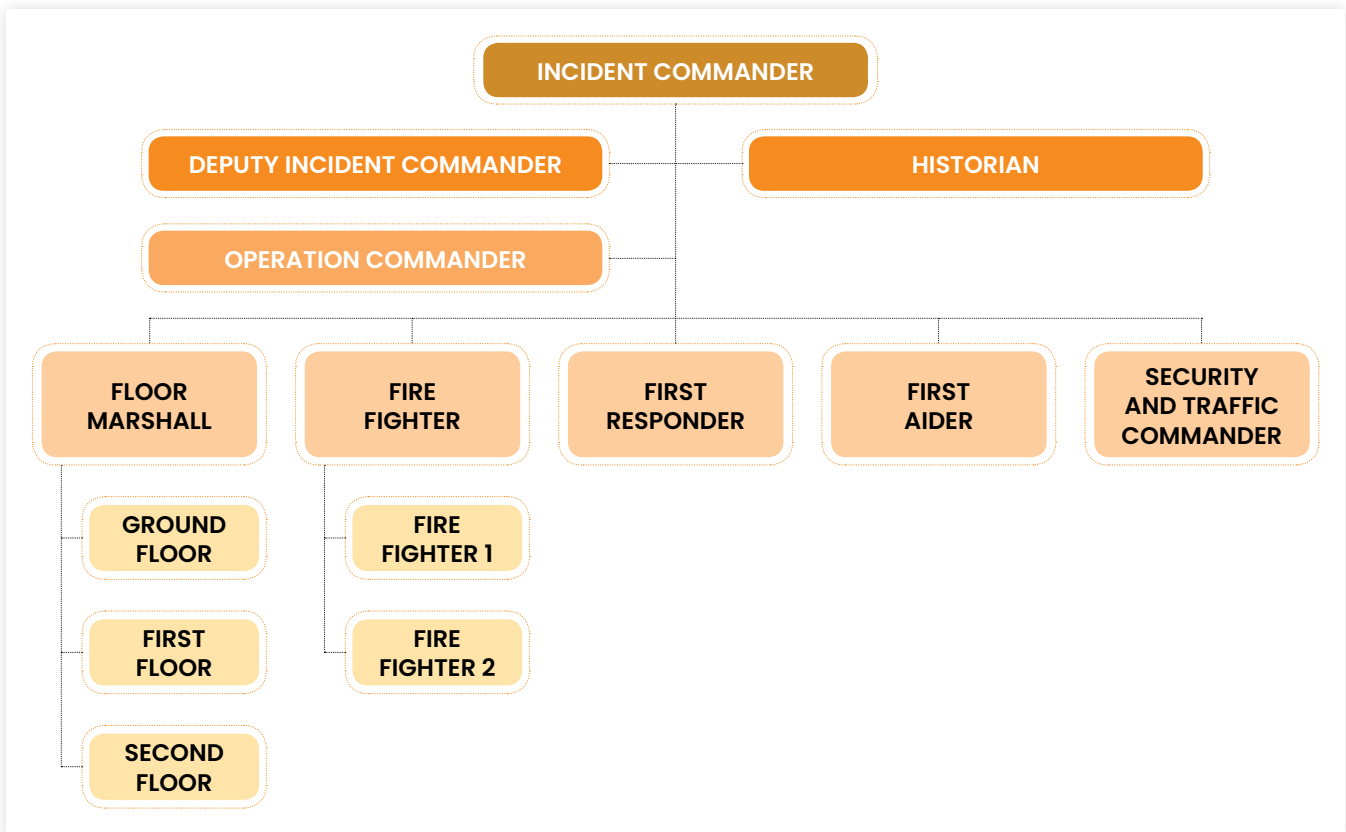 INCIDENT COMMANDER
DEPUTY INCIDENT COMMANDER
HISTORIAN
OPERATION COMMANDER
FLOOR
MARSHALL
FIRE
FIGHTER
FIRST
RESPONDER
FIRST
AIDER
SECURITY
AND TRAFFIC
COMMANDER
GROUND
FLOOR
FIRE
FIGHTER 1
FIRST
FLOOR
FIRE
FIGHTER 2
SECOND
FLOOR